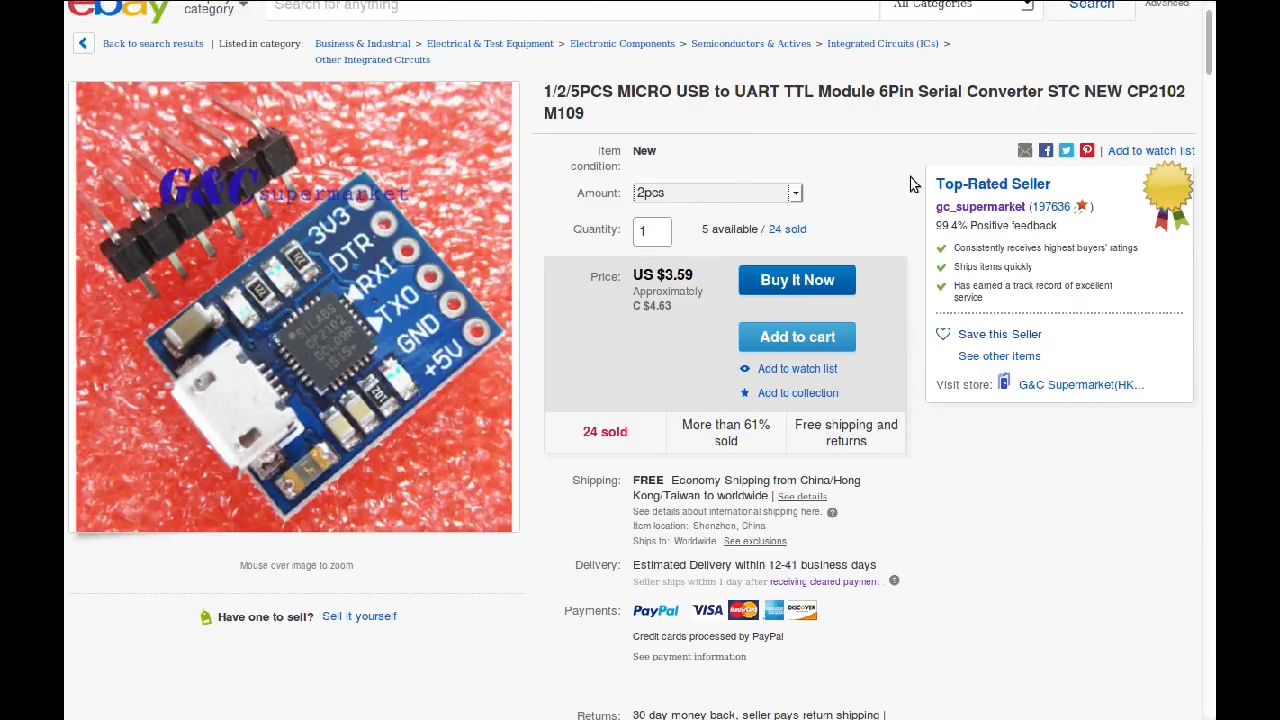 ebay
category
Search for anything
All Categories
Search
Advanced
Back to search results | Listed in category:
Business & Industrial > Electrical & Test Equipment > Electronic Components > Semiconductors & Actives > Integrated Circuits (ICs) >
Other Integrated Circuits
1/2/5PCS MICRO USB to UART TTL Module 6Pin Serial Converter STC NEW CP2102
M109
G&C supermarket
3V3
DTR
RXI
TXO
GND
+5V
Mouse over image to zoom
Have one to sell? Sell it yourself
Item
condition:
New
Amount:
2pcs
Quantity:
1
5 available / 24 sold
Price:
US $3.59
Approximately
C $4.63
Buy It Now
Add to cart
Add to watch list
Add to collection
24 sold
More than 61%
sold
Free shipping and
returns
Shipping:
FREE Economy Shipping from China/Hong
Kong/Taiwan to worldwide | See details
See details about international shipping here.
Item location: Shenzhen, China
Ships to: Worldwide See exclusions
Delivery:
Estimated Delivery within 12-41 business days
Seller ships within 1 day after receiving cleared payment.
Payments:
PayPal VISA MasterCard DISCOVER
Credit cards processed by PayPal
See payment information
Returns:
30 day money back, seller pays return shipping |
| Add to watch list
Top-Rated Seller
gc_supermarket (197636)
99.4% Positive feedback
Consistently receives highest buyers' ratings
Ships items quickly
Has earned a track record of excellent
service
Save this Seller
See other items
Visit store:
G&C Supermarket(HK...